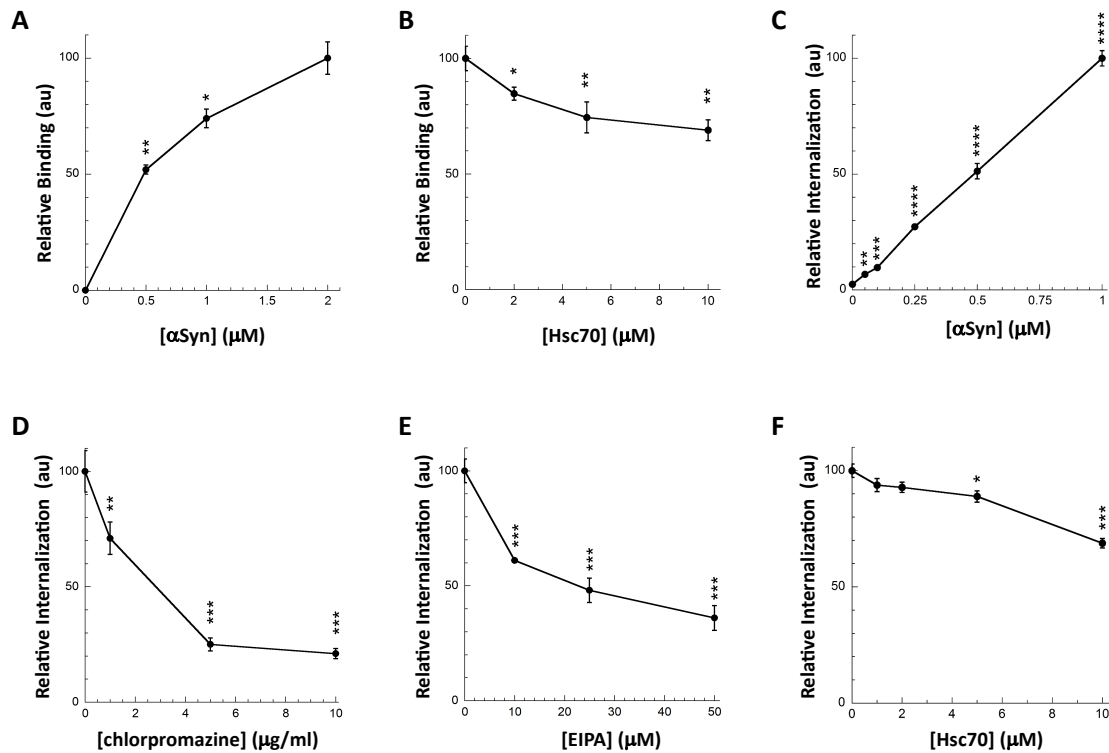 A
Relative Binding (au)
100
50
0
**
*
0 0.5 1 1.5 2
[αSyn] (μM)
B
Relative Binding (au)
100
50
0
*
**
**
0 2 4 6 8 10
[Hsc70] (μM)
C
Relative Internalization (au)
100
50
0
**
***
****
****
****
0 0.25 0.5 0.75 1
[αSyn] (μM)
D
Relative Internalization (au)
100
50
0
**
***
***
0 2 4 6 8 10
[chlorpromazine] (μg/ml)
E
Relative Internalization (au)
100
50
0
***
***
***
0 10 20 30 40 50
[EIPA] (μM)
F
Relative Internalization (au)
100
50
0
*
***
0 2 4 6 8 10
[Hsc70] (μM)